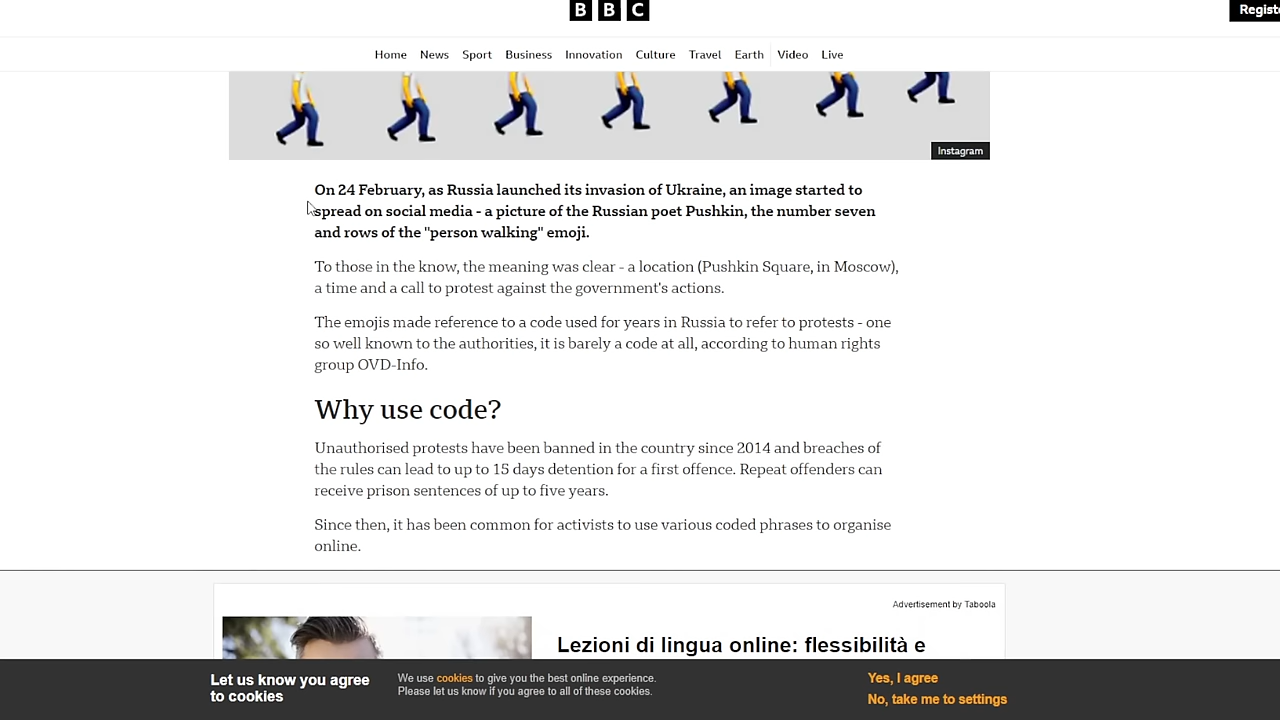 BBC
Home News Sport Business Innovation Culture Travel Earth Video Live
Instagram
On 24 February, as Russia launched its invasion of Ukraine, an image started to
spread on social media - a picture of the Russian poet Pushkin, the number seven
and rows of the "person walking" emoji.
To those in the know, the meaning was clear - a location (Pushkin Square, in Moscow),
a time and a call to protest against the government's actions.
The emojis made reference to a code used for years in Russia to refer to protests - one
so well known to the authorities, it is barely a code at all, according to human rights
group OVD-Info.
Why use code?
Unauthorised protests have been banned in the country since 2014 and breaches of
the rules can lead to up to 15 days detention for a first offence. Repeat offenders can
receive prison sentences of up to five years.
Since then, it has been common for activists to use various coded phrases to organise
online.
Advertisement by Taboola
Lezioni di lingua online: flessibilità e
Let us know you agree
to cookies
We use cookies to give you the best online experience.
Please let us know if you agree to all of these cookies.
Yes, I agree
No, take me to settings